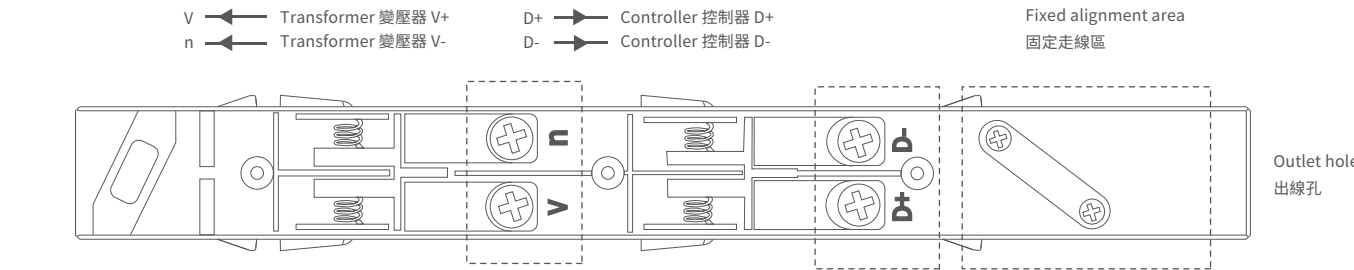 V Transformer 變壓器 V+
n Transformer 變壓器 V-
D+ Controller 控制器 D+
D- Controller 控制器 D-
Fixed alignment area
固定走線區
n
V
D-
D+
Outlet hole
出線孔